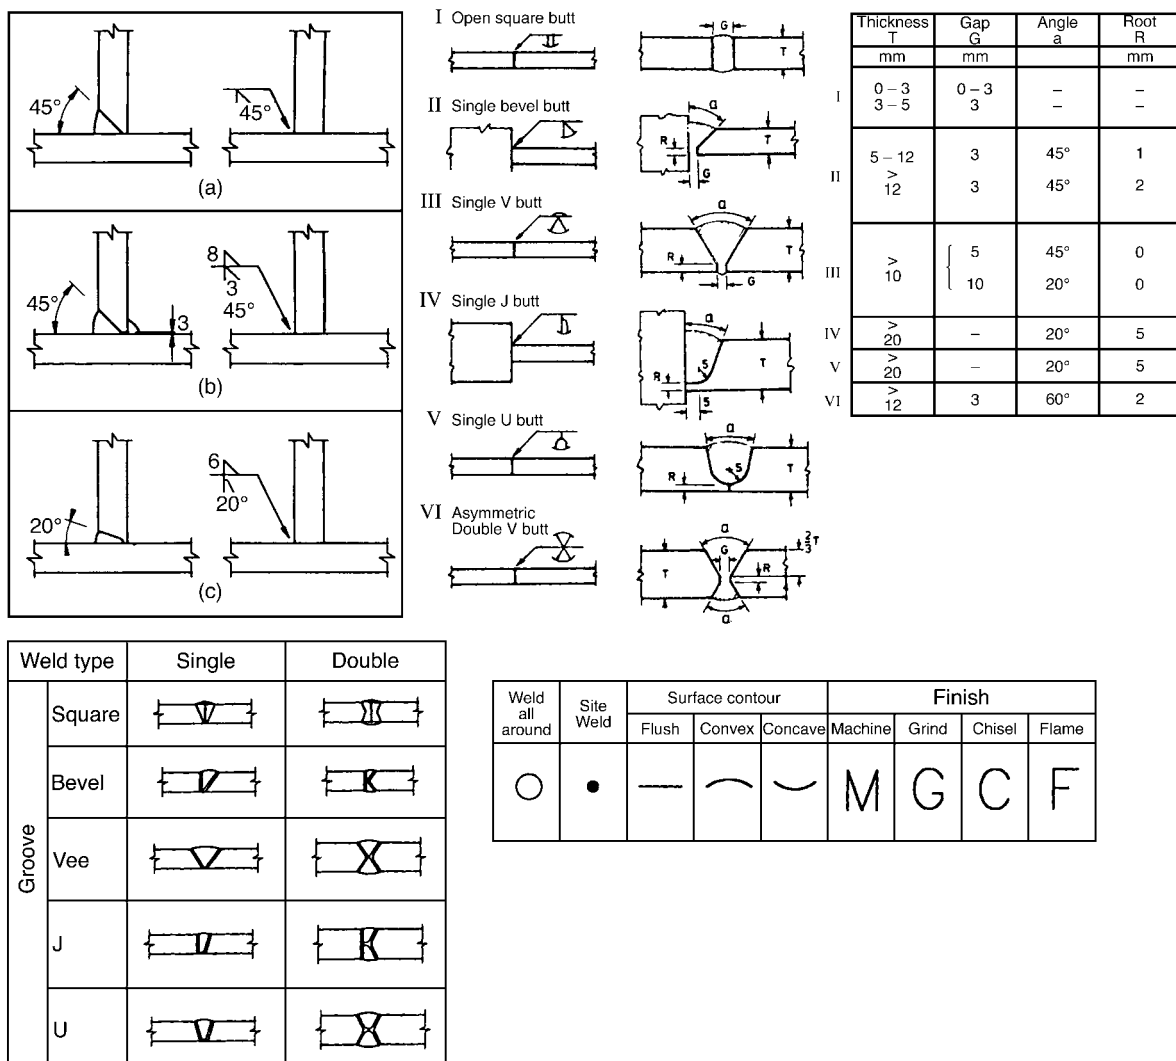 45°
45°
(a)
8
3
45°
45°
3
(b)
6
20°
20°
(c)
I Open square butt
G
T
II Single bevel butt
a
R
T
G
III Single V butt
a
R
T
G
IV Single J butt
a
S
R
T
S
V Single U butt
a
R
S
T
VI Asymmetric
Double V butt
a
G
2/3 T
T
R
a
Thickness Gap Angle Root
T G a R
mm mm mm
I
0 – 3 0 – 3 – –
3 – 5 3 – –
II
5 – 12 3 45° 1
> 12 3 45° 2
III
> 10
5 45° 0
10 20° 0
IV > 20 – 20° 5
V > 20 – 20° 5
VI > 12 3 60° 2
Weld type Single Double
Groove
Square
Bevel
Vee
J
U
Weld all around
Site Weld
Surface contour
Finish
Flush Convex Concave Machine Grind Chisel Flame
M G C F